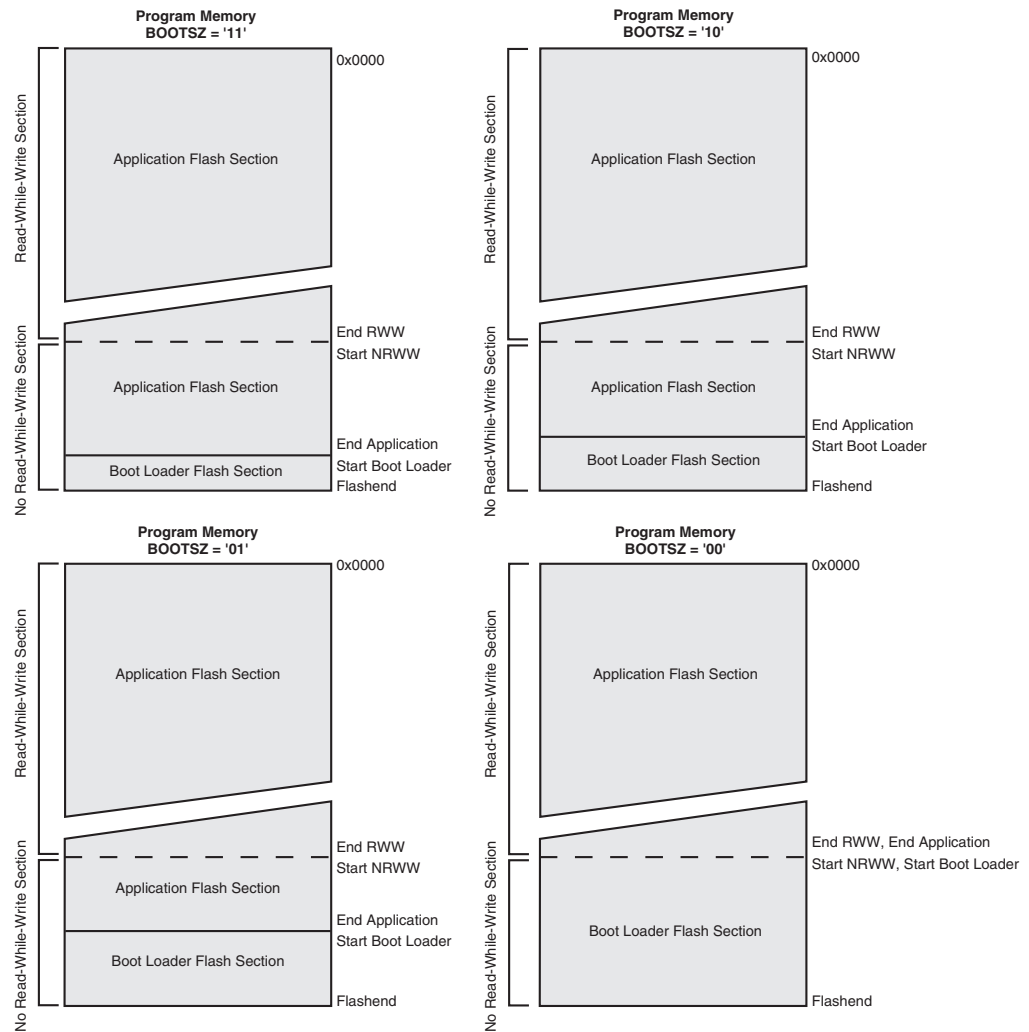 Program Memory
BOOTSZ = '11'
0x0000
Read-While-Write Section
Application Flash Section
End RWW
Start NRWW
No Read-While-Write Section
Application Flash Section
End Application
Start Boot Loader
Boot Loader Flash Section
Flashend
Program Memory
BOOTSZ = '10'
0x0000
Read-While-Write Section
Application Flash Section
End RWW
Start NRWW
No Read-While-Write Section
Application Flash Section
End Application
Start Boot Loader
Boot Loader Flash Section
Flashend
Program Memory
BOOTSZ = '01'
0x0000
Read-While-Write Section
Application Flash Section
End RWW
Start NRWW
No Read-While-Write Section
Application Flash Section
End Application
Start Boot Loader
Boot Loader Flash Section
Flashend
Program Memory
BOOTSZ = '00'
0x0000
Read-While-Write Section
Application Flash Section
End RWW, End Application
Start NRWW, Start Boot Loader
No Read-While-Write Section
Boot Loader Flash Section
Flashend